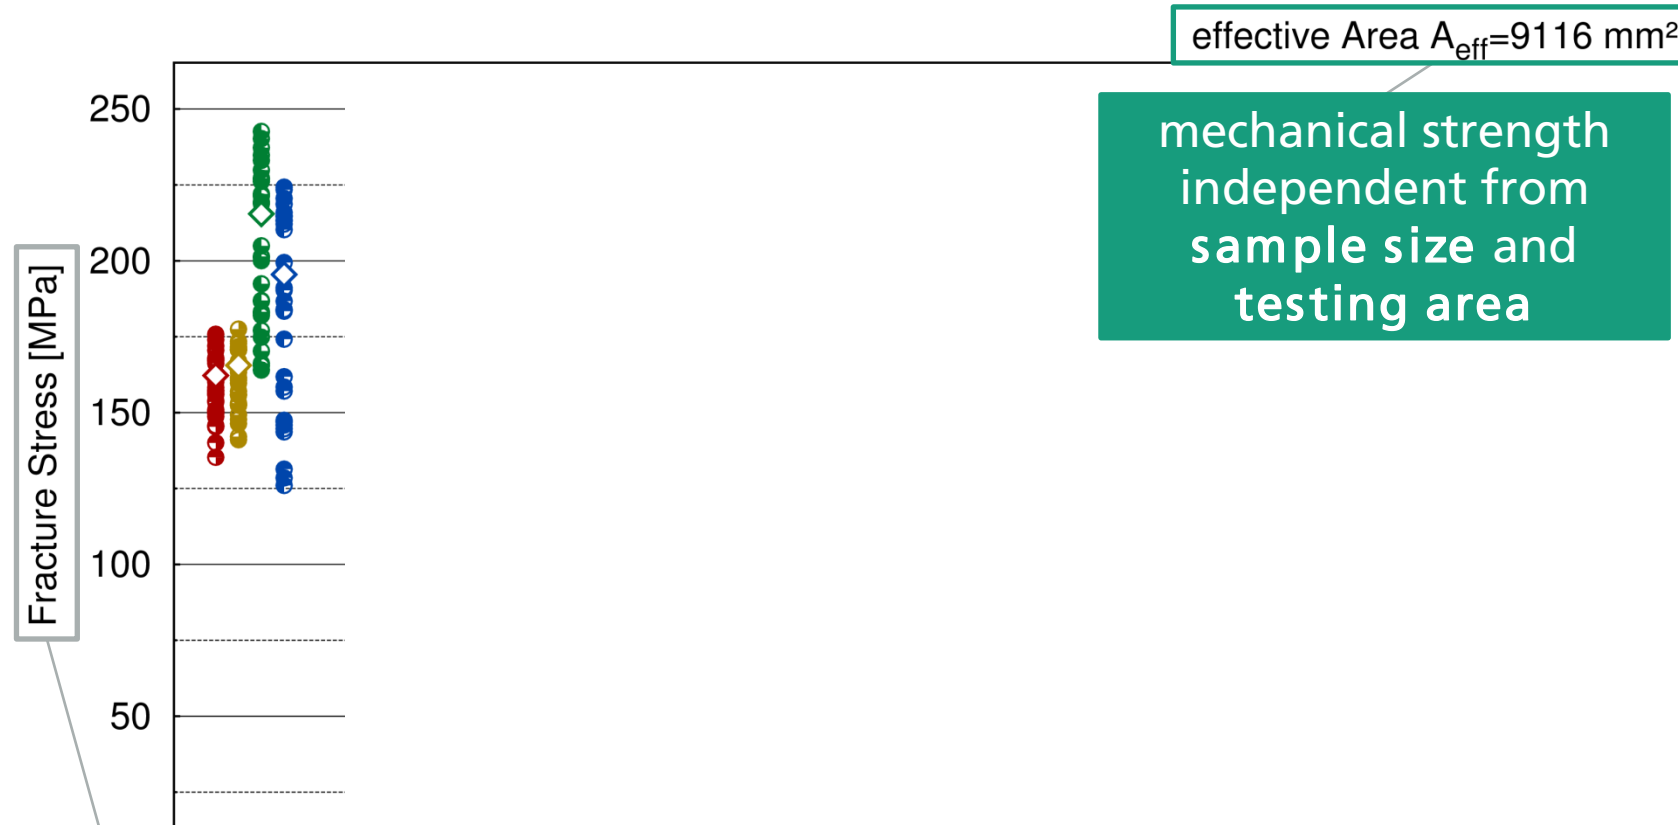 effective Area Aeff=9116 mm²
mechanical strength
independent from
sample size and
testing area
Fracture Stress [MPa]
250
200
150
100
50